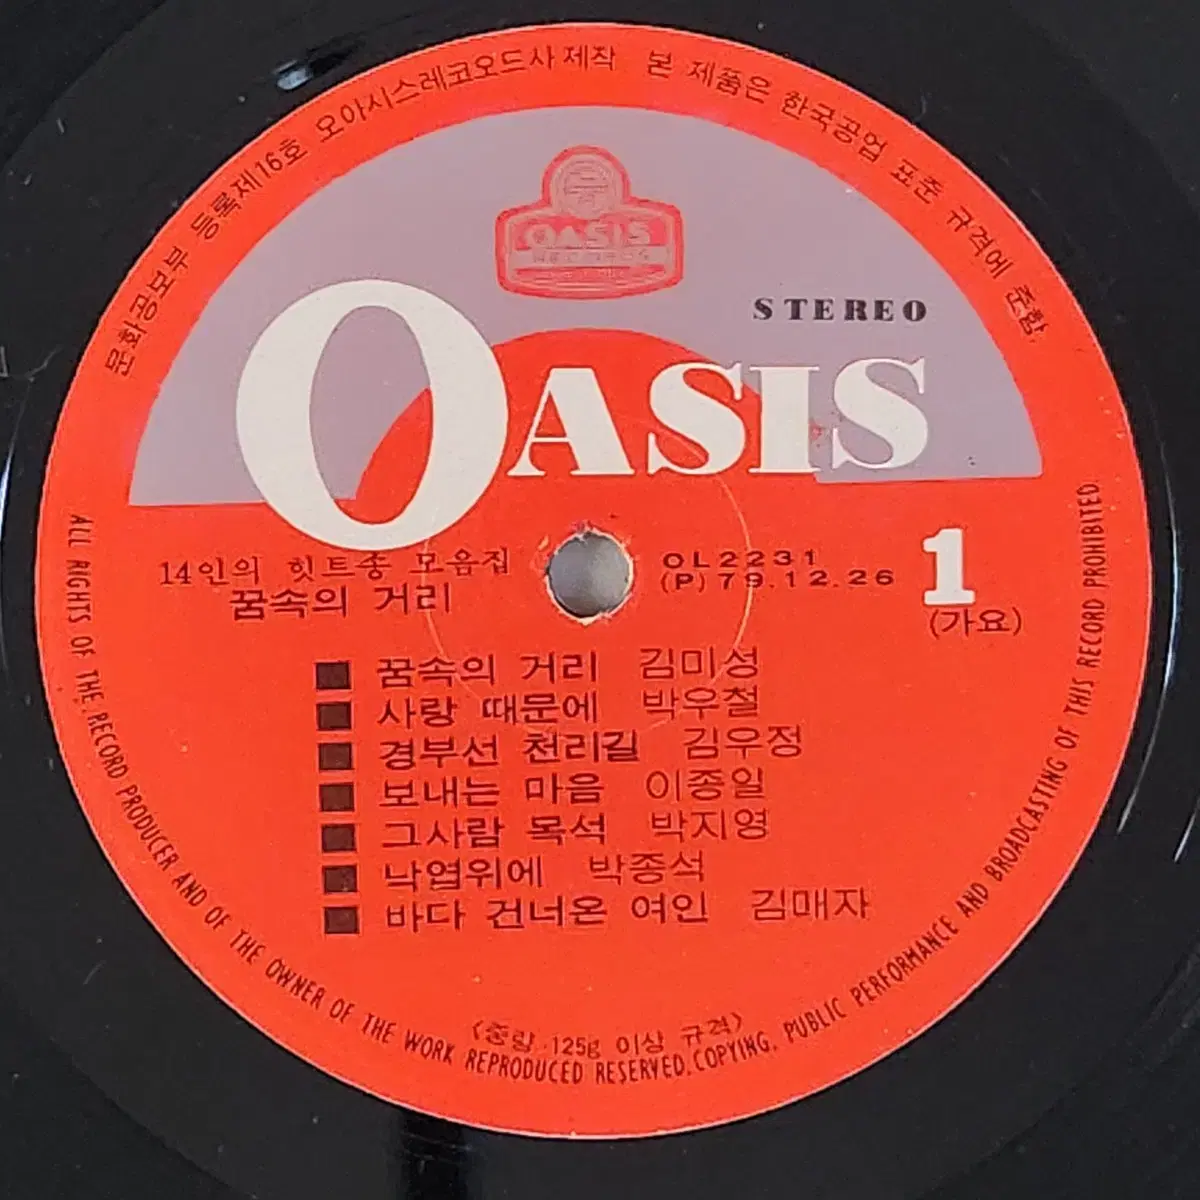 문화공보부 등록제16호 오아시스레코오드사 제작 본 제품은 한국공업 표준 규격에 준함
OASIS
STEREO
OASIS
14인의 힛트송 모음집
꿈속의 거리
OL2231
(P) 79.12.26
1
(가요)
꿈속의 거리 김미성
사랑 때문에 박우철
경부선 천리길 김우정
보내는 마음 이종일
그사람 목석 박지영
낙엽위에 박종석
바다 건너온 여인 김매자
(중량 125g 이상 규격)
ALL RIGHTS OF THE RECORD PRODUCER AND OF THE OWNER OF THE WORK REPRODUCED RESERVED. COPYING, PUBLIC PERFORMANCE AND BROADCASTING OF THIS RECORD PROHIBITED.